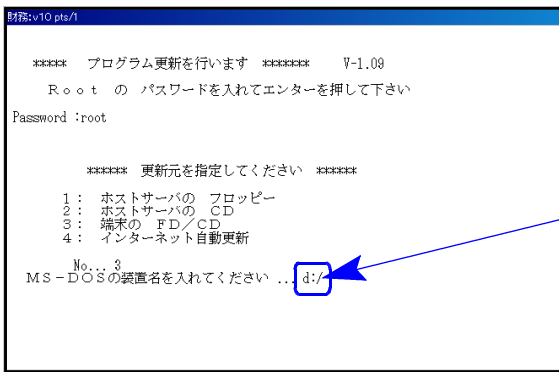 財務:v10 pts/1
***** プログラム更新を行います ******* V-1.09
Ｒｏｏｔ の パスワードを入れてエンターを押して下さい
Password :root
****** 更新元を指定してください ******
１： ホストサーバの フロッピー
２： ホストサーバの ＣＤ
３： 端末の ＦＤ／ＣＤ
４： インターネット自動更新
No... 3
ＭＳ－ＤＯＳの装置名を入れてください ... d:/